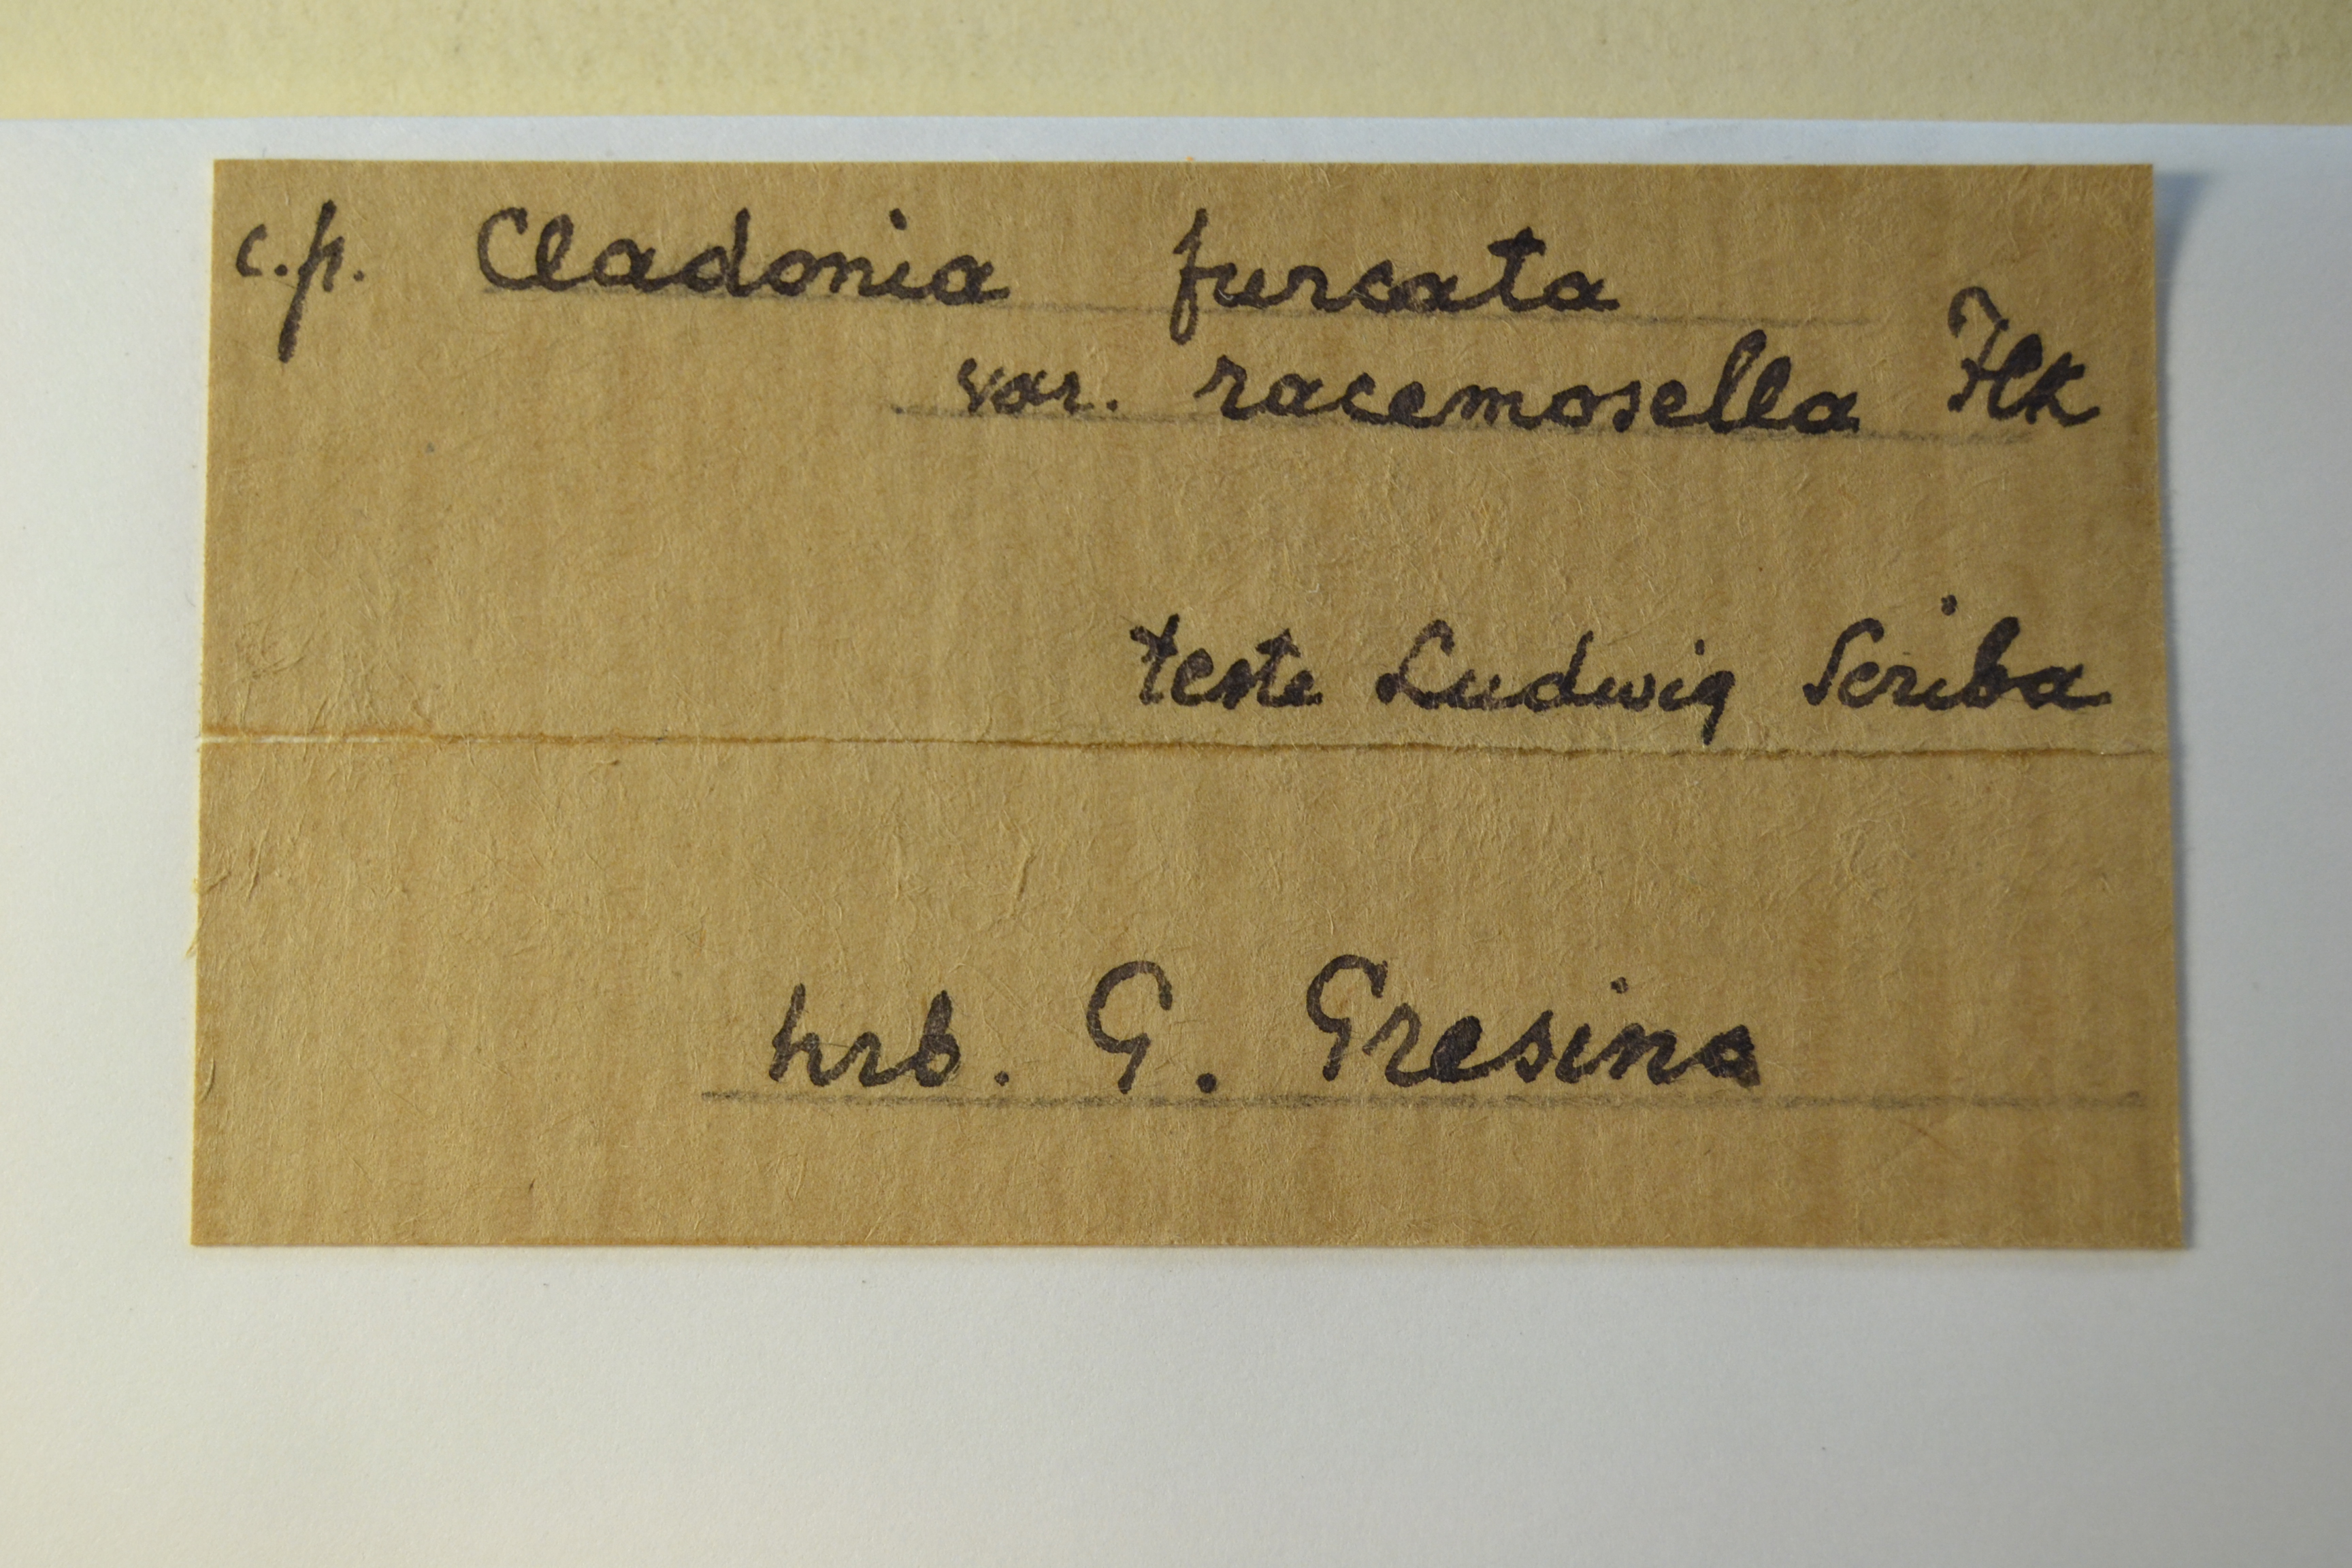 c.p. Cladonia furcata
var. racemosella Flk
teste Ludwig Scriba
hrb. G. Gresino